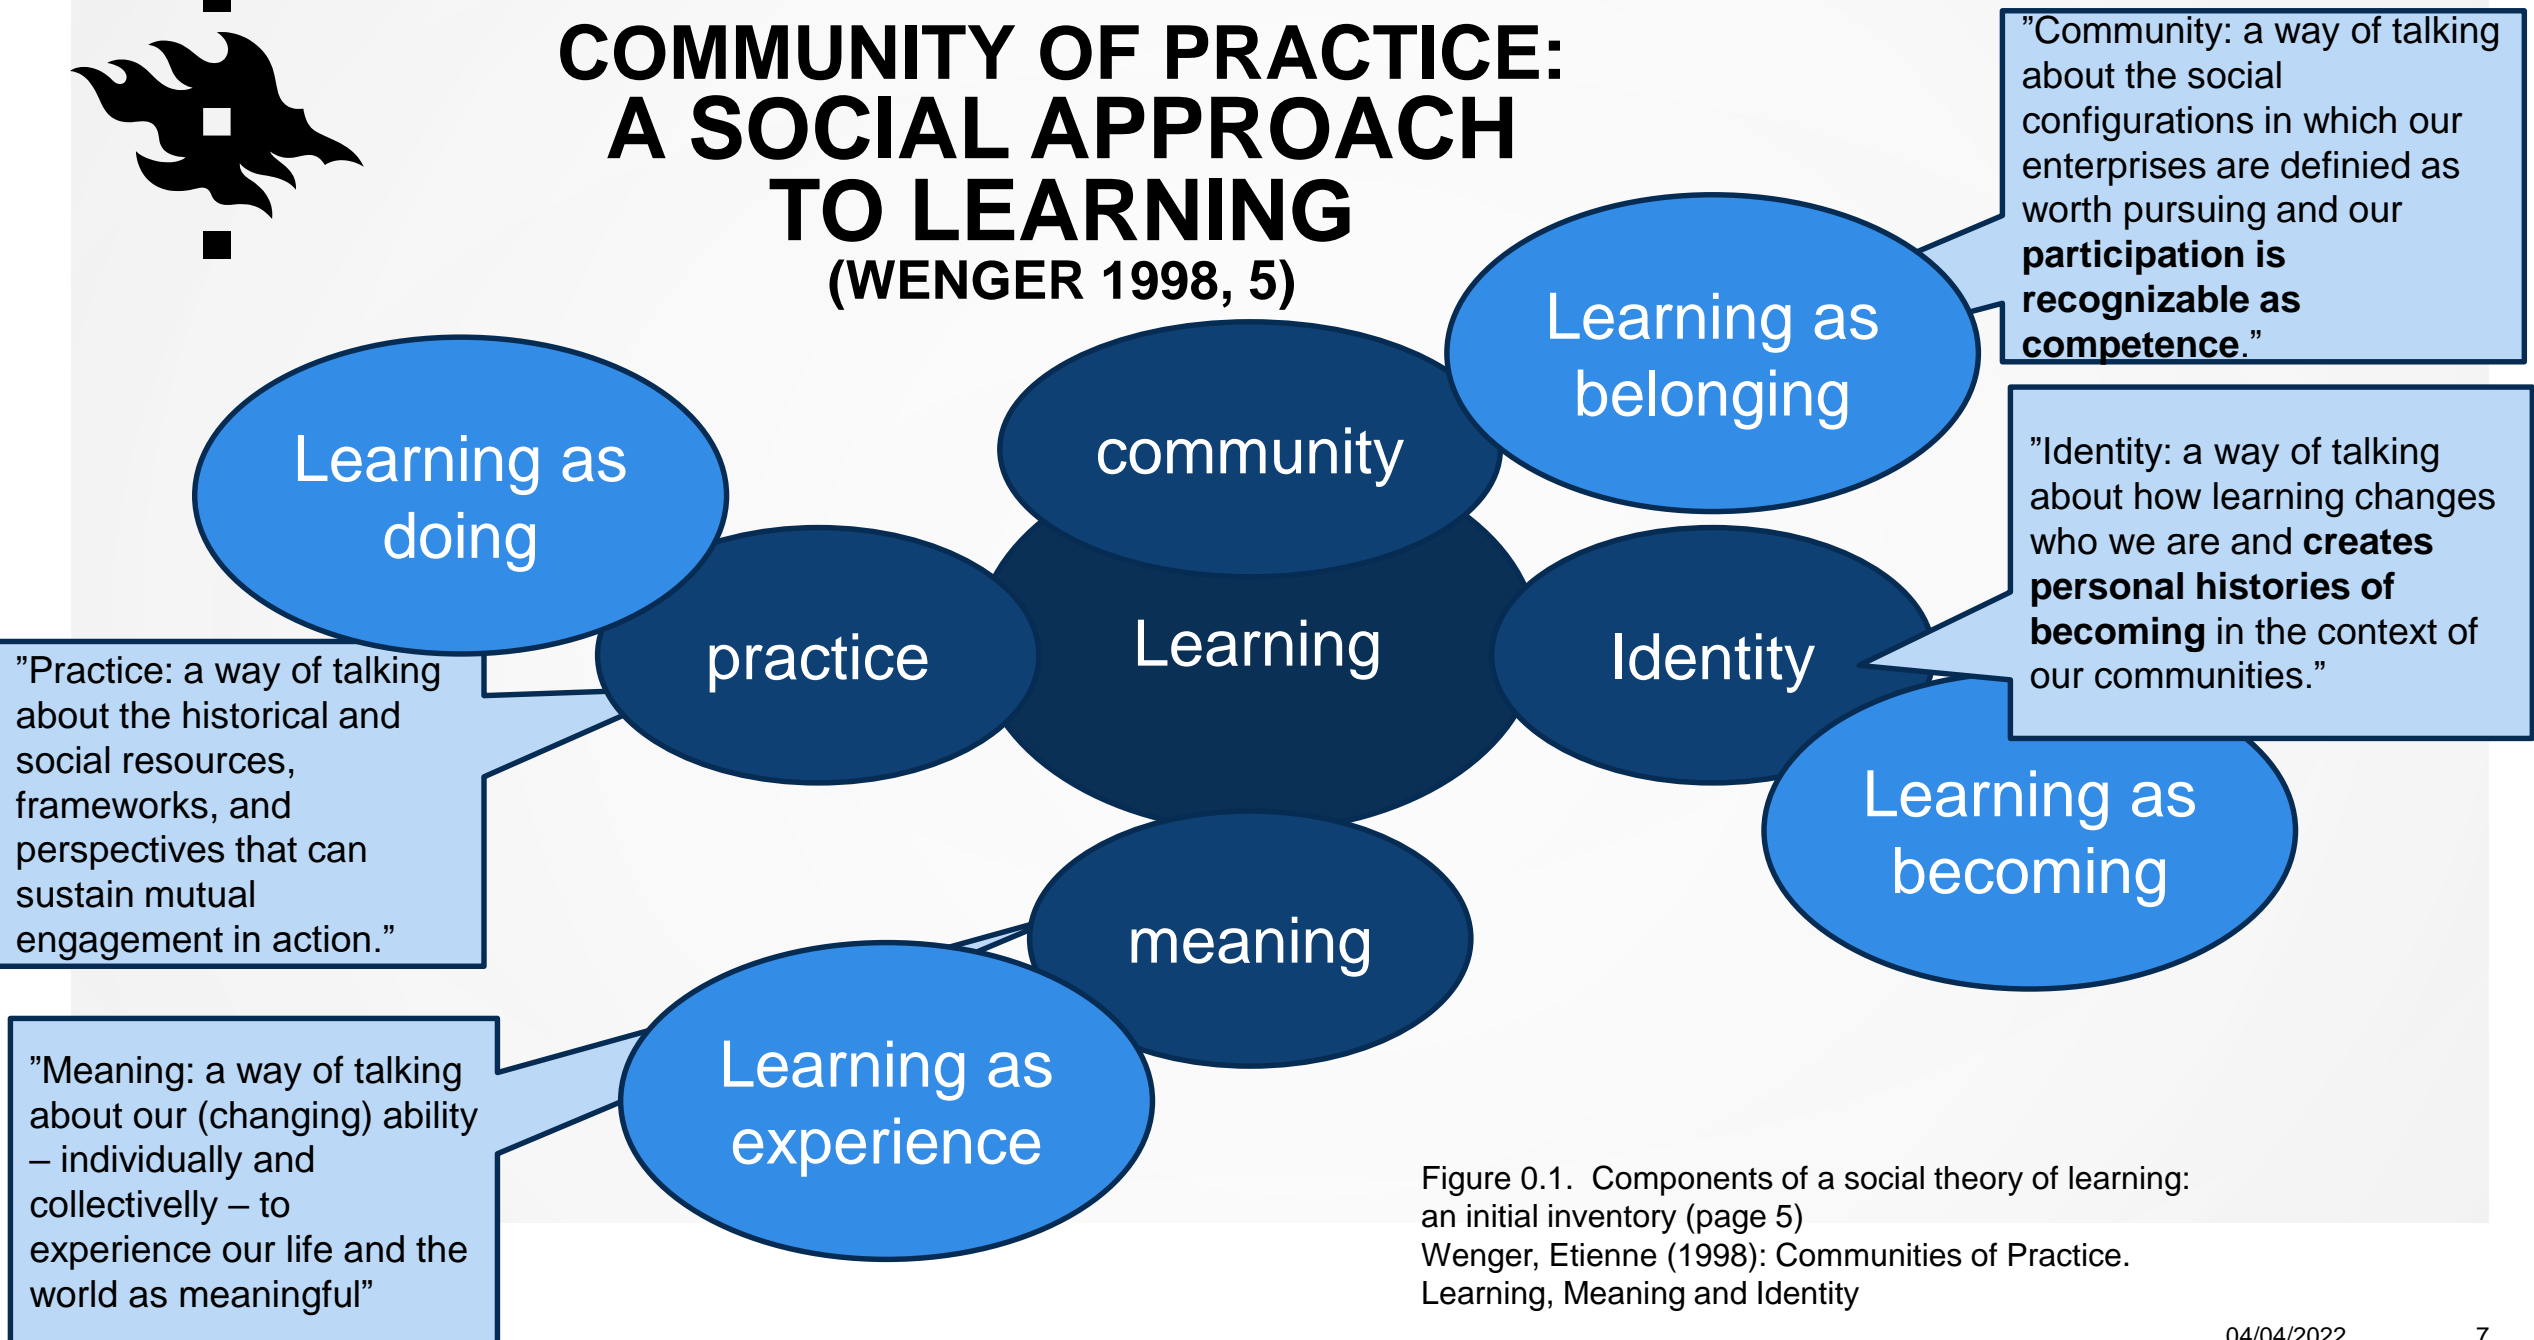 COMMUNITY OF PRACTICE:
A SOCIAL APPROACH
TO LEARNING
(WENGER 1998, 5)
”Community: a way of talking
about the social
configurations in which our
enterprises are definied as
worth pursuing and our
participation is
recognizable as
competence.”
Learning as
belonging
community
Learning as
doing
”Identity: a way of talking
about how learning changes
who we are and creates
personal histories of
becoming in the context of
our communities.”
practice
Learning
Identity
”Practice: a way of talking
about the historical and
social resources,
frameworks, and
perspectives that can
sustain mutual
engagement in action.”
Learning as
becoming
meaning
Learning as
experience
”Meaning: a way of talking
about our (changing) ability
– individually and
collectivelly – to
experience our life and the
world as meaningful”
Figure 0.1. Components of a social theory of learning:
an initial inventory (page 5)
Wenger, Etienne (1998): Communities of Practice.
Learning, Meaning and Identity
04/04/2022 7